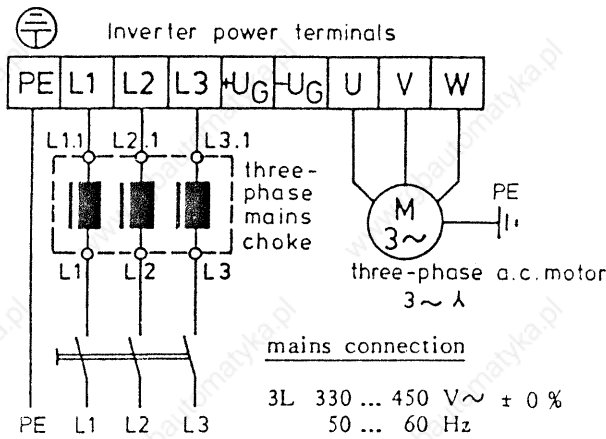 Inverter power terminals
PE L1 L2 L3 +UG -UG U V W
L1.1 L2.1 L3.1
three-
phase
mains
choke
L1 L2 L3
M
3~
PE
three-phase a.c. motor
3~ ⅄
mains connection
3L 330 ... 450 V~ ± 0 %
50 ... 60 Hz
PE L1 L2 L3